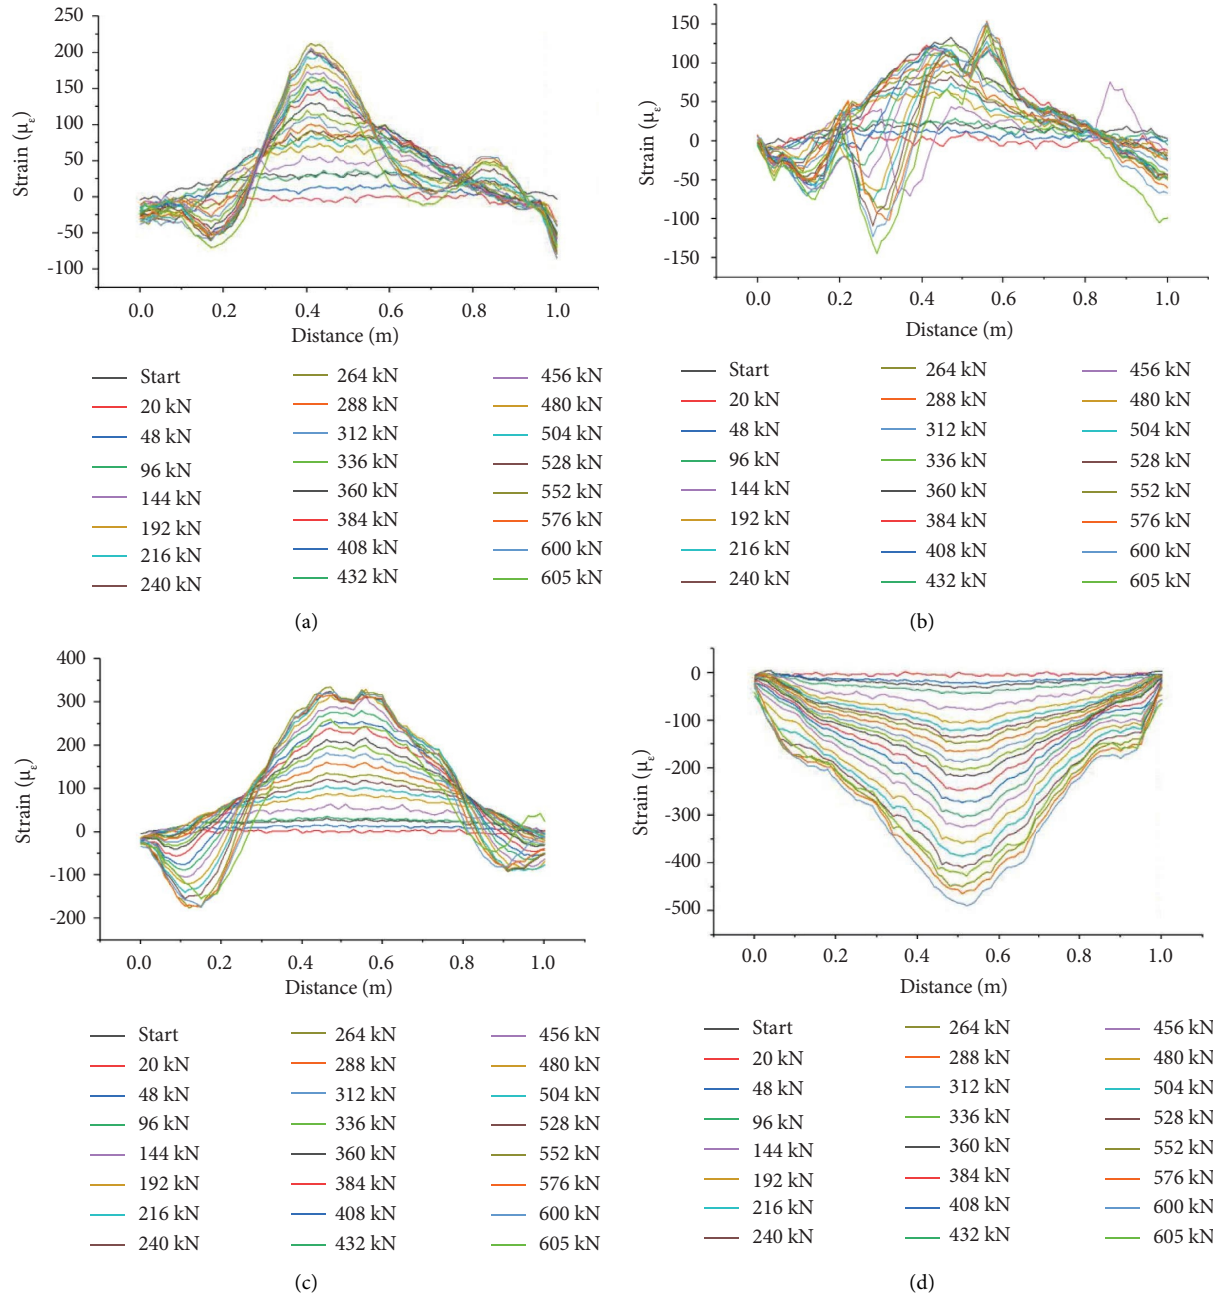 250
200
150
100
50
0
-50
-100
Strain (με)
0.0 0.2 0.4 0.6 0.8 1.0
Distance (m)
Start 264 kN 456 kN
20 kN 288 kN 480 kN
48 kN 312 kN 504 kN
96 kN 336 kN 528 kN
144 kN 360 kN 552 kN
192 kN 384 kN 576 kN
216 kN 408 kN 600 kN
240 kN 432 kN 605 kN
(a)
150
100
50
0
-50
-100
-150
Strain (με)
0.0 0.2 0.4 0.6 0.8 1.0
Distance (m)
Start 264 kN 456 kN
20 kN 288 kN 480 kN
48 kN 312 kN 504 kN
96 kN 336 kN 528 kN
144 kN 360 kN 552 kN
192 kN 384 kN 576 kN
216 kN 408 kN 600 kN
240 kN 432 kN 605 kN
(b)
400
300
200
100
0
-100
-200
Strain (με)
0.0 0.2 0.4 0.6 0.8 1.0
Distance (m)
Start 264 kN 456 kN
20 kN 288 kN 480 kN
48 kN 312 kN 504 kN
96 kN 336 kN 528 kN
144 kN 360 kN 552 kN
192 kN 384 kN 576 kN
216 kN 408 kN 600 kN
240 kN 432 kN 605 kN
(c)
0
-100
-200
-300
-400
-500
Strain (με)
0.0 0.2 0.4 0.6 0.8 1.0
Distance (m)
Start 264 kN 456 kN
20 kN 288 kN 480 kN
48 kN 312 kN 504 kN
96 kN 336 kN 528 kN
144 kN 360 kN 552 kN
192 kN 384 kN 576 kN
216 kN 408 kN 600 kN
240 kN 432 kN 605 kN
(d)